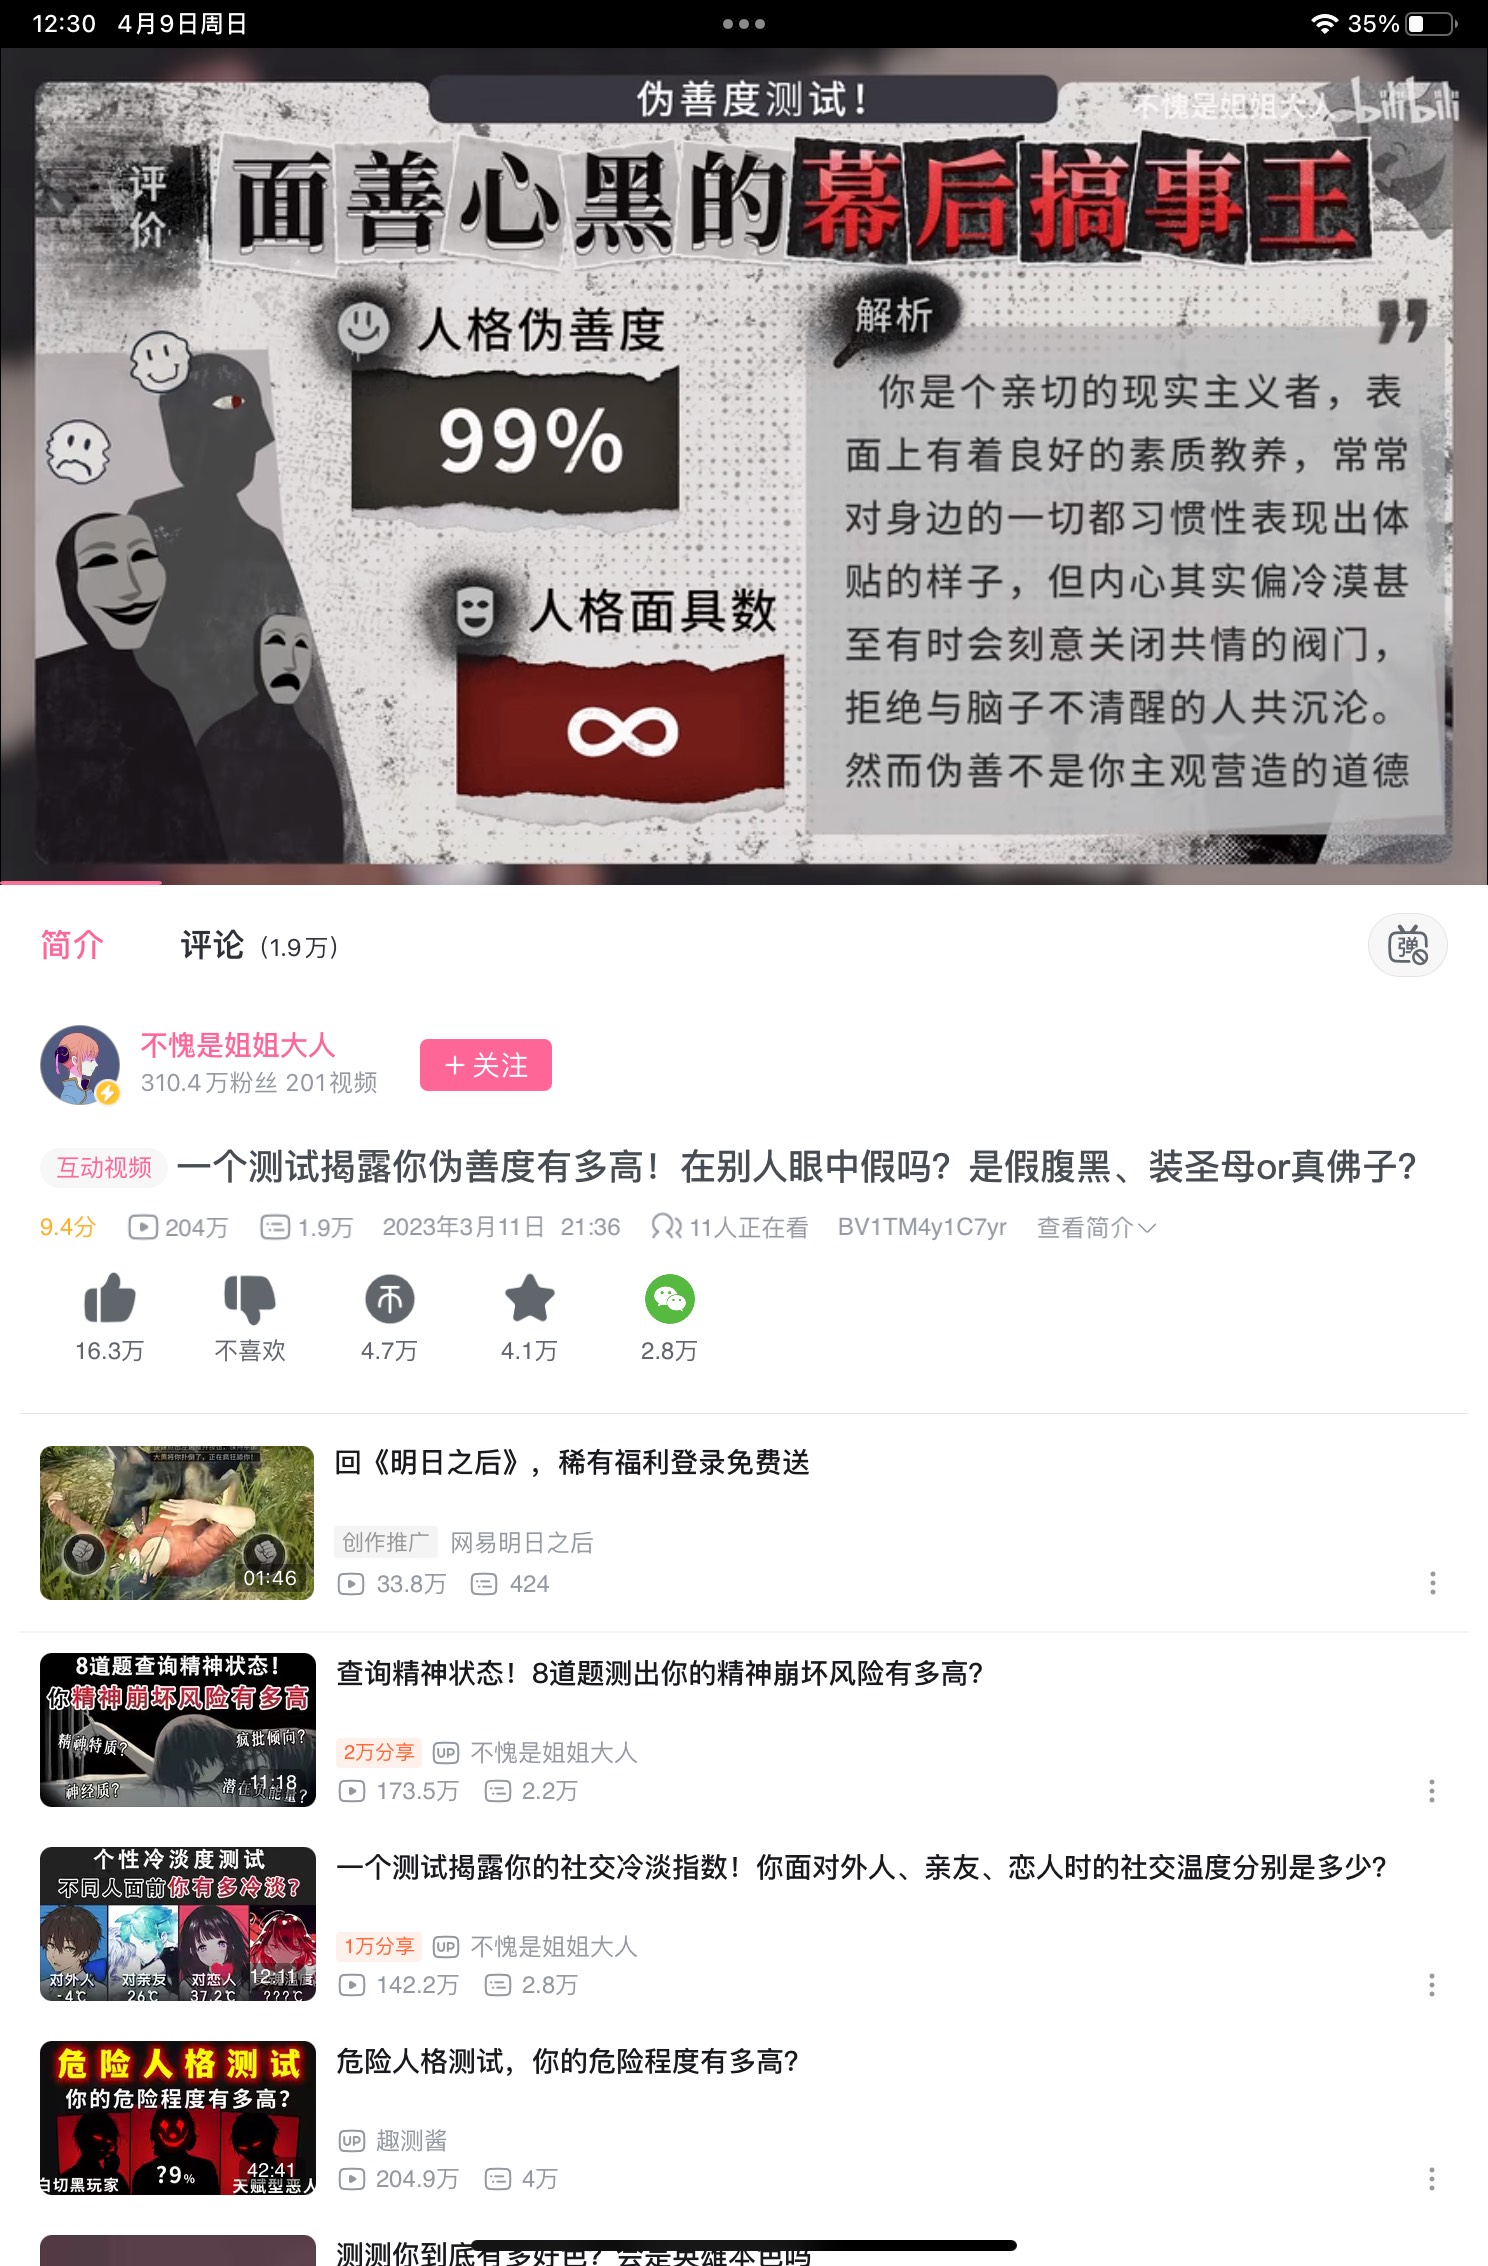 12:30 4月9日周日
35%
伪善度测试！
不愧是姐姐大人
bilibili
评价
面善心黑的幕后搞事王
人格伪善度
99%
人格面具数
∞
解析
你是个亲切的现实主义者，表
面上有着良好的素质教养，常常
对身边的一切都习惯性表现出体
贴的样子，但内心其实偏冷漠甚
至有时会刻意关闭共情的阀门，
拒绝与脑子不清醒的人共沉沦。
然而伪善不是你主观营造的道德
简介
评论（1.9万）
弹
不愧是姐姐大人
310.4万粉丝 201视频
＋关注
互动视频 一个测试揭露你伪善度有多高！在别人眼中假吗？是假腹黑、装圣母or真佛子？
9.4分 204万 1.9万 2023年3月11日 21:36 11人正在看 BV1TM4y1C7yr 查看简介
16.3万 不喜欢 4.7万 4.1万 2.8万
01:46
回《明日之后》，稀有福利登录免费送
创作推广 网易明日之后
33.8万 424
8道题查询精神状态！
你精神崩坏风险有多高
精神特质？
疯批倾向？
神经质？
潜在负能量？
11:18
查询精神状态！8道题测出你的精神崩坏风险有多高?
2万分享 UP 不愧是姐姐大人
173.5万 2.2万
个性冷淡度测试
不同人面前你有多冷淡？
对外人 对亲友 对恋人
-4℃ 26℃ 37.2℃ ???℃
12:11
一个测试揭露你的社交冷淡指数！你面对外人、亲友、恋人时的社交温度分别是多少?
1万分享 UP 不愧是姐姐大人
142.2万 2.8万
危险人格测试
你的危险程度有多高？
白切黑玩家 ?9% 天赋型恶人
42:41
危险人格测试，你的危险程度有多高?
UP 趣测酱
204.9万 4万
测测你到底有多好色？会是英雄本色吗